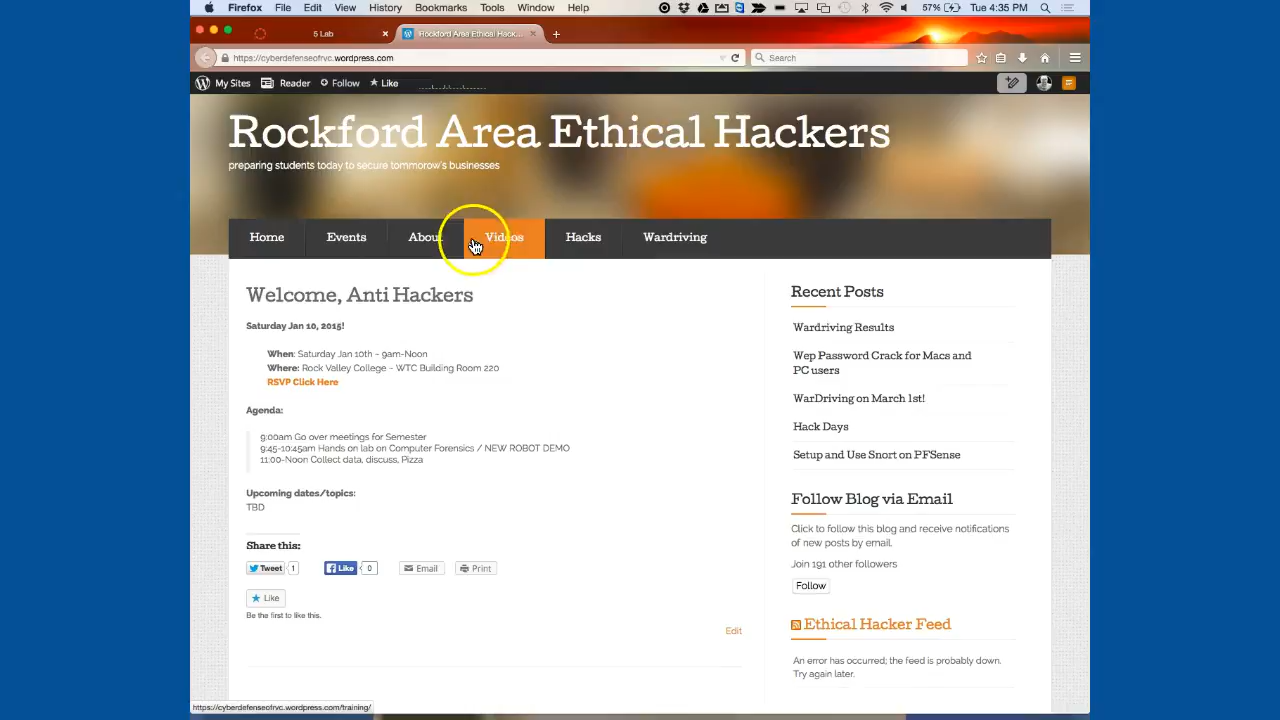 Firefox File Edit View History Bookmarks Tools Window Help 57% Tue 4:35 PM
5 Lab Rockford Area Ethical Hack...
https://cyberdefenseofrvc.wordpress.com Search
My Sites Reader Follow Like
Rockford Area Ethical Hackers
preparing students today to secure tommorow's businesses
Home Events About Videos Hacks Wardriving
Welcome, Anti Hackers
Saturday Jan 10, 2015!
When: Saturday Jan 10th - 9am-Noon
Where: Rock Valley College - WTC Building Room 220
RSVP Click Here
Agenda:
9:00am Go over meetings for Semester
9:45-10:45am Hands on lab on Computer Forensics / NEW ROBOT DEMO
11:00-Noon Collect data, discuss, Pizza
Upcoming dates/topics:
TBD
Share this:
Tweet 1 Like 0 Email Print
Like
Be the first to like this.
Edit
Recent Posts
Wardriving Results
Wep Password Crack for Macs and
PC users
WarDriving on March 1st!
Hack Days
Setup and Use Snort on PFSense
Follow Blog via Email
Click to follow this blog and receive notifications
of new posts by email.
Join 191 other followers
Follow
Ethical Hacker Feed
An error has occurred; the feed is probably down.
Try again later.
https://cyberdefenseofrvc.wordpress.com/training/